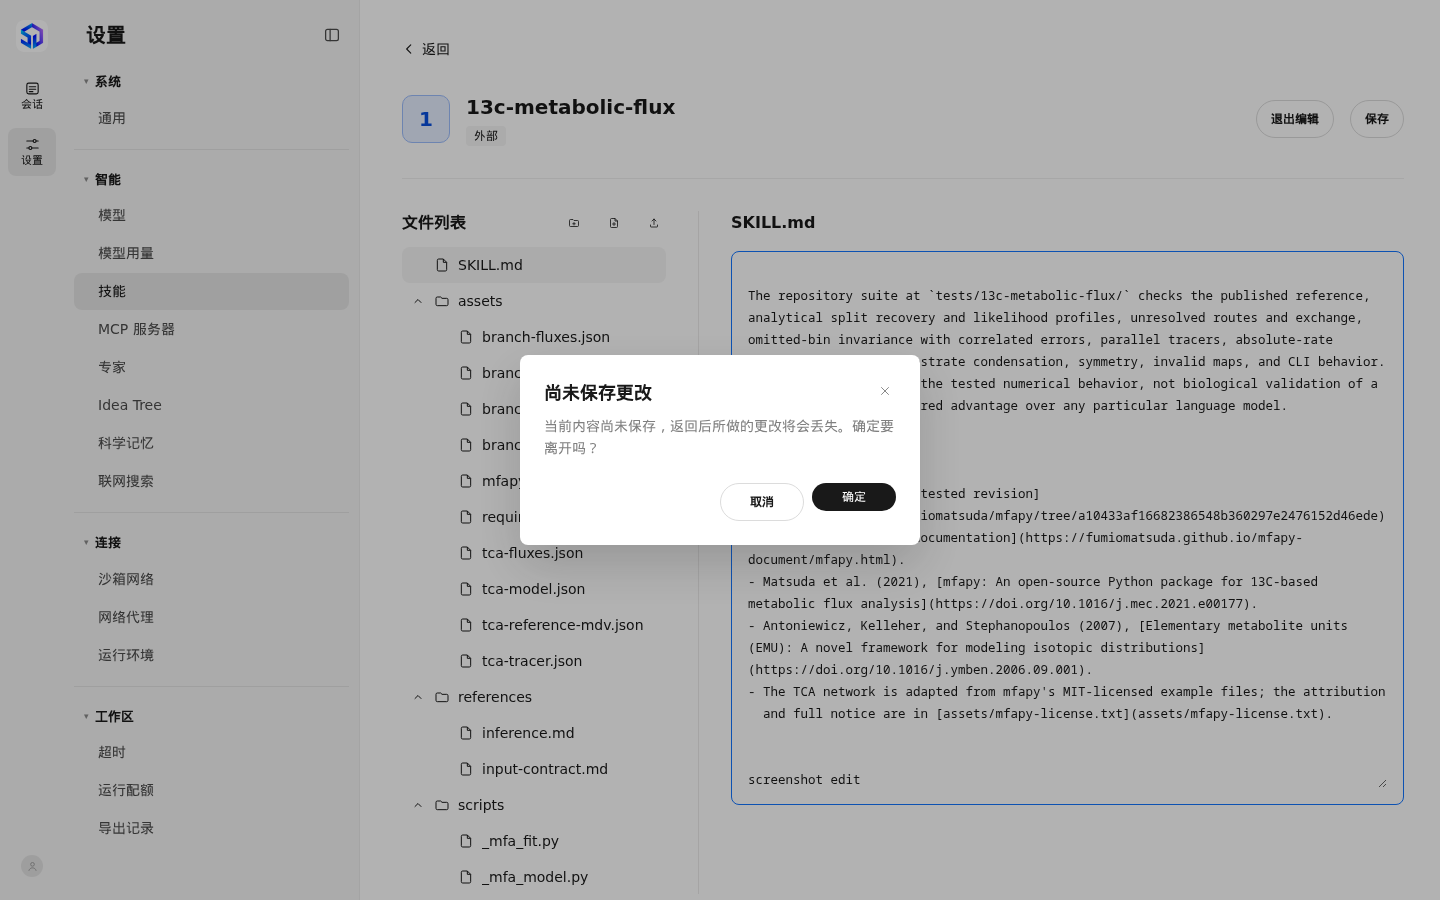 设置
会话
设置
系统
通用
智能
模型
模型用量
技能
MCP 服务器
专家
Idea Tree
科学记忆
联网搜索
连接
沙箱网络
网络代理
运行环境
工作区
超时
运行配额
导出记录
返回
1
13c-metabolic-flux
外部
退出编辑
保存
文件列表
SKILL.md
assets
branch-fluxes.json
branc
branc
branc
mfapy
requi
tca-fluxes.json
tca-model.json
tca-reference-mdv.json
tca-tracer.json
references
inference.md
input-contract.md
scripts
_mfa_fit.py
_mfa_model.py
SKILL.md
The repository suite at `tests/13c-metabolic-flux/` checks the published reference,
analytical split recovery and likelihood profiles, unresolved routes and exchange,
omitted-bin invariance with correlated errors, parallel tracers, absolute-rate
strate condensation, symmetry, invalid maps, and CLI behavior.
the tested numerical behavior, not biological validation of a
red advantage over any particular language model.
tested revision]
iomatsuda/mfapy/tree/a10433af16682386548b360297e2476152d46ede)
ocumentation](https://fumiomatsuda.github.io/mfapy-
document/mfapy.html).
- Matsuda et al. (2021), [mfapy: An open-source Python package for 13C-based
metabolic flux analysis](https://doi.org/10.1016/j.mec.2021.e00177).
- Antoniewicz, Kelleher, and Stephanopoulos (2007), [Elementary metabolite units
(EMU): A novel framework for modeling isotopic distributions]
(https://doi.org/10.1016/j.ymben.2006.09.001).
- The TCA network is adapted from mfapy's MIT-licensed example files; the attribution
and full notice are in [assets/mfapy-license.txt](assets/mfapy-license.txt).
screenshot edit
尚未保存更改
当前内容尚未保存，返回后所做的更改将会丢失。确定要
离开吗？
取消
确定